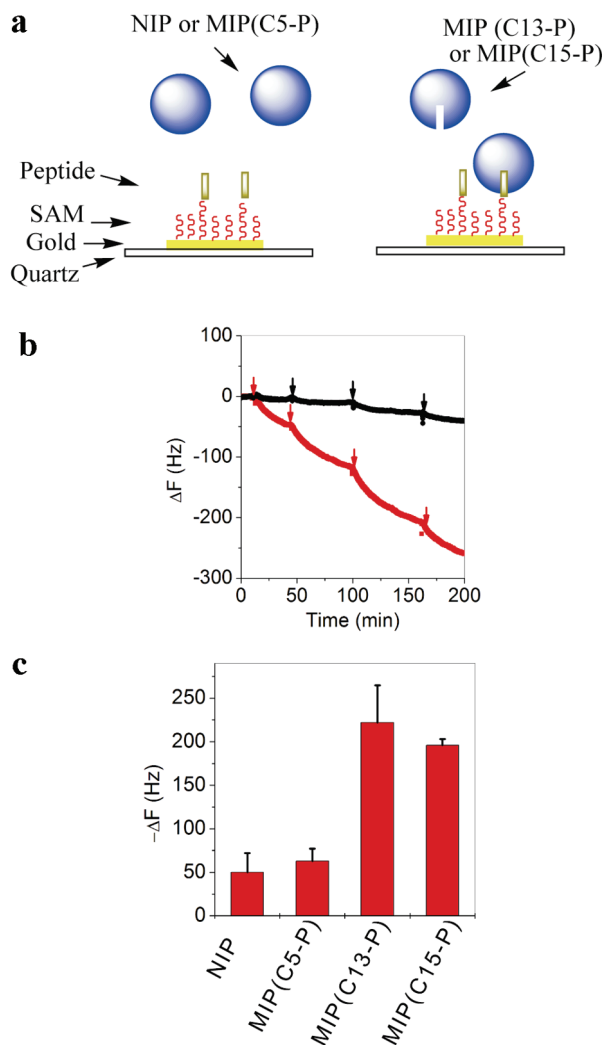 a
NIP or MIP(C5-P)
MIP (C13-P)
or MIP(C15-P)
Peptide
SAM
Gold
Quartz
b
100
0
-100
-200
-300
ΔF (Hz)
0 50 100 150 200
Time (min)
c
250
200
150
100
50
0
−ΔF (Hz)
NIP
MIP(C5-P)
MIP(C13-P)
MIP(C15-P)